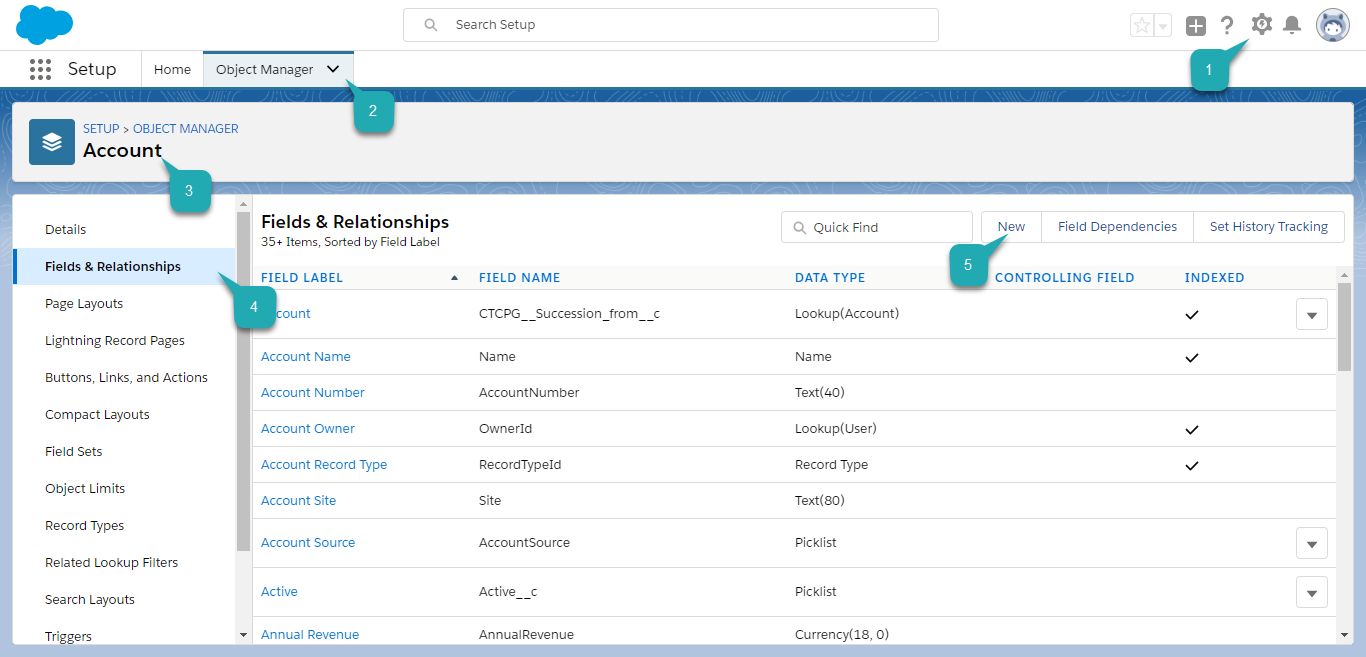 Search Setup
1
Setup
Home
Object Manager
2
SETUP > OBJECT MANAGER
Account
3
Details
Fields & Relationships
4
Page Layouts
Lightning Record Pages
Buttons, Links, and Actions
Compact Layouts
Field Sets
Object Limits
Record Types
Related Lookup Filters
Search Layouts
Triggers
Fields & Relationships
35+ Items, Sorted by Field Label
Quick Find
New
Field Dependencies
Set History Tracking
5
FIELD LABEL FIELD NAME DATA TYPE CONTROLLING FIELD INDEXED
count CTCPG__Succession_from__c Lookup(Account)
Account Name Name Name
Account Number AccountNumber Text(40)
Account Owner OwnerId Lookup(User)
Account Record Type RecordTypeId Record Type
Account Site Site Text(80)
Account Source AccountSource Picklist
Active Active__c Picklist
Annual Revenue AnnualRevenue Currency(18, 0)